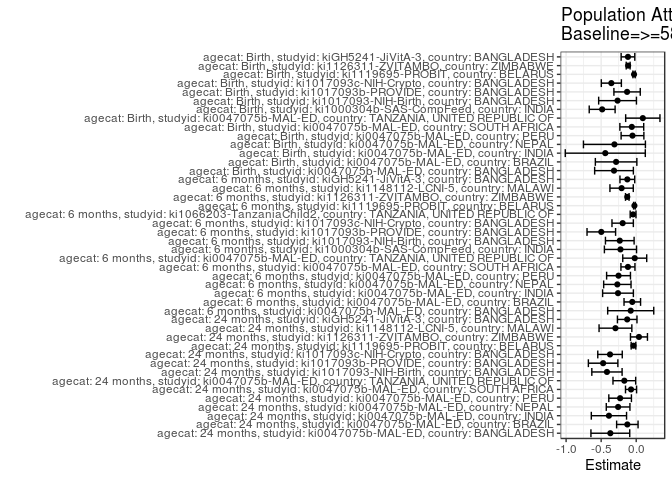 Population Att
Baseline=>=58
agecat: Birth, studyid: kiGH5241-JiVitA-3, country: BANGLADESH
agecat: Birth, studyid: ki1126311-ZVITAMBO, country: ZIMBABWE
agecat: Birth, studyid: ki1119695-PROBIT, country: BELARUS
agecat: Birth, studyid: ki1017093c-NIH-Crypto, country: BANGLADESH
agecat: Birth, studyid: ki1017093b-PROVIDE, country: BANGLADESH
agecat: Birth, studyid: ki1017093-NIH-Birth, country: BANGLADESH
agecat: Birth, studyid: ki1000304b-SAS-CompFeed, country: INDIA
agecat: Birth, studyid: ki0047075b-MAL-ED, country: TANZANIA, UNITED REPUBLIC OF
agecat: Birth, studyid: ki0047075b-MAL-ED, country: SOUTH AFRICA
agecat: Birth, studyid: ki0047075b-MAL-ED, country: PERU
agecat: Birth, studyid: ki0047075b-MAL-ED, country: NEPAL
agecat: Birth, studyid: ki0047075b-MAL-ED, country: INDIA
agecat: Birth, studyid: ki0047075b-MAL-ED, country: BRAZIL
agecat: Birth, studyid: ki0047075b-MAL-ED, country: BANGLADESH
agecat: 6 months, studyid: kiGH5241-JiVitA-3, country: BANGLADESH
agecat: 6 months, studyid: ki1148112-LCNI-5, country: MALAWI
agecat: 6 months, studyid: ki1126311-ZVITAMBO, country: ZIMBABWE
agecat: 6 months, studyid: ki1119695-PROBIT, country: BELARUS
agecat: 6 months, studyid: ki1066203-TanzaniaChild2, country: TANZANIA, UNITED REPUBLIC OF
agecat: 6 months, studyid: ki1017093c-NIH-Crypto, country: BANGLADESH
agecat: 6 months, studyid: ki1017093b-PROVIDE, country: BANGLADESH
agecat: 6 months, studyid: ki1017093-NIH-Birth, country: BANGLADESH
agecat: 6 months, studyid: ki1000304b-SAS-CompFeed, country: INDIA
agecat: 6 months, studyid: ki0047075b-MAL-ED, country: TANZANIA, UNITED REPUBLIC OF
agecat: 6 months, studyid: ki0047075b-MAL-ED, country: SOUTH AFRICA
agecat: 6 months, studyid: ki0047075b-MAL-ED, country: PERU
agecat: 6 months, studyid: ki0047075b-MAL-ED, country: NEPAL
agecat: 6 months, studyid: ki0047075b-MAL-ED, country: INDIA
agecat: 6 months, studyid: ki0047075b-MAL-ED, country: BRAZIL
agecat: 6 months, studyid: ki0047075b-MAL-ED, country: BANGLADESH
agecat: 24 months, studyid: kiGH5241-JiVitA-3, country: BANGLADESH
agecat: 24 months, studyid: ki1148112-LCNI-5, country: MALAWI
agecat: 24 months, studyid: ki1126311-ZVITAMBO, country: ZIMBABWE
agecat: 24 months, studyid: ki1119695-PROBIT, country: BELARUS
agecat: 24 months, studyid: ki1017093c-NIH-Crypto, country: BANGLADESH
agecat: 24 months, studyid: ki1017093b-PROVIDE, country: BANGLADESH
agecat: 24 months, studyid: ki1017093-NIH-Birth, country: BANGLADESH
agecat: 24 months, studyid: ki0047075b-MAL-ED, country: TANZANIA, UNITED REPUBLIC OF
agecat: 24 months, studyid: ki0047075b-MAL-ED, country: SOUTH AFRICA
agecat: 24 months, studyid: ki0047075b-MAL-ED, country: PERU
agecat: 24 months, studyid: ki0047075b-MAL-ED, country: NEPAL
agecat: 24 months, studyid: ki0047075b-MAL-ED, country: INDIA
agecat: 24 months, studyid: ki0047075b-MAL-ED, country: BRAZIL
agecat: 24 months, studyid: ki0047075b-MAL-ED, country: BANGLADESH
-1.0 -0.5 0.0
Estimate